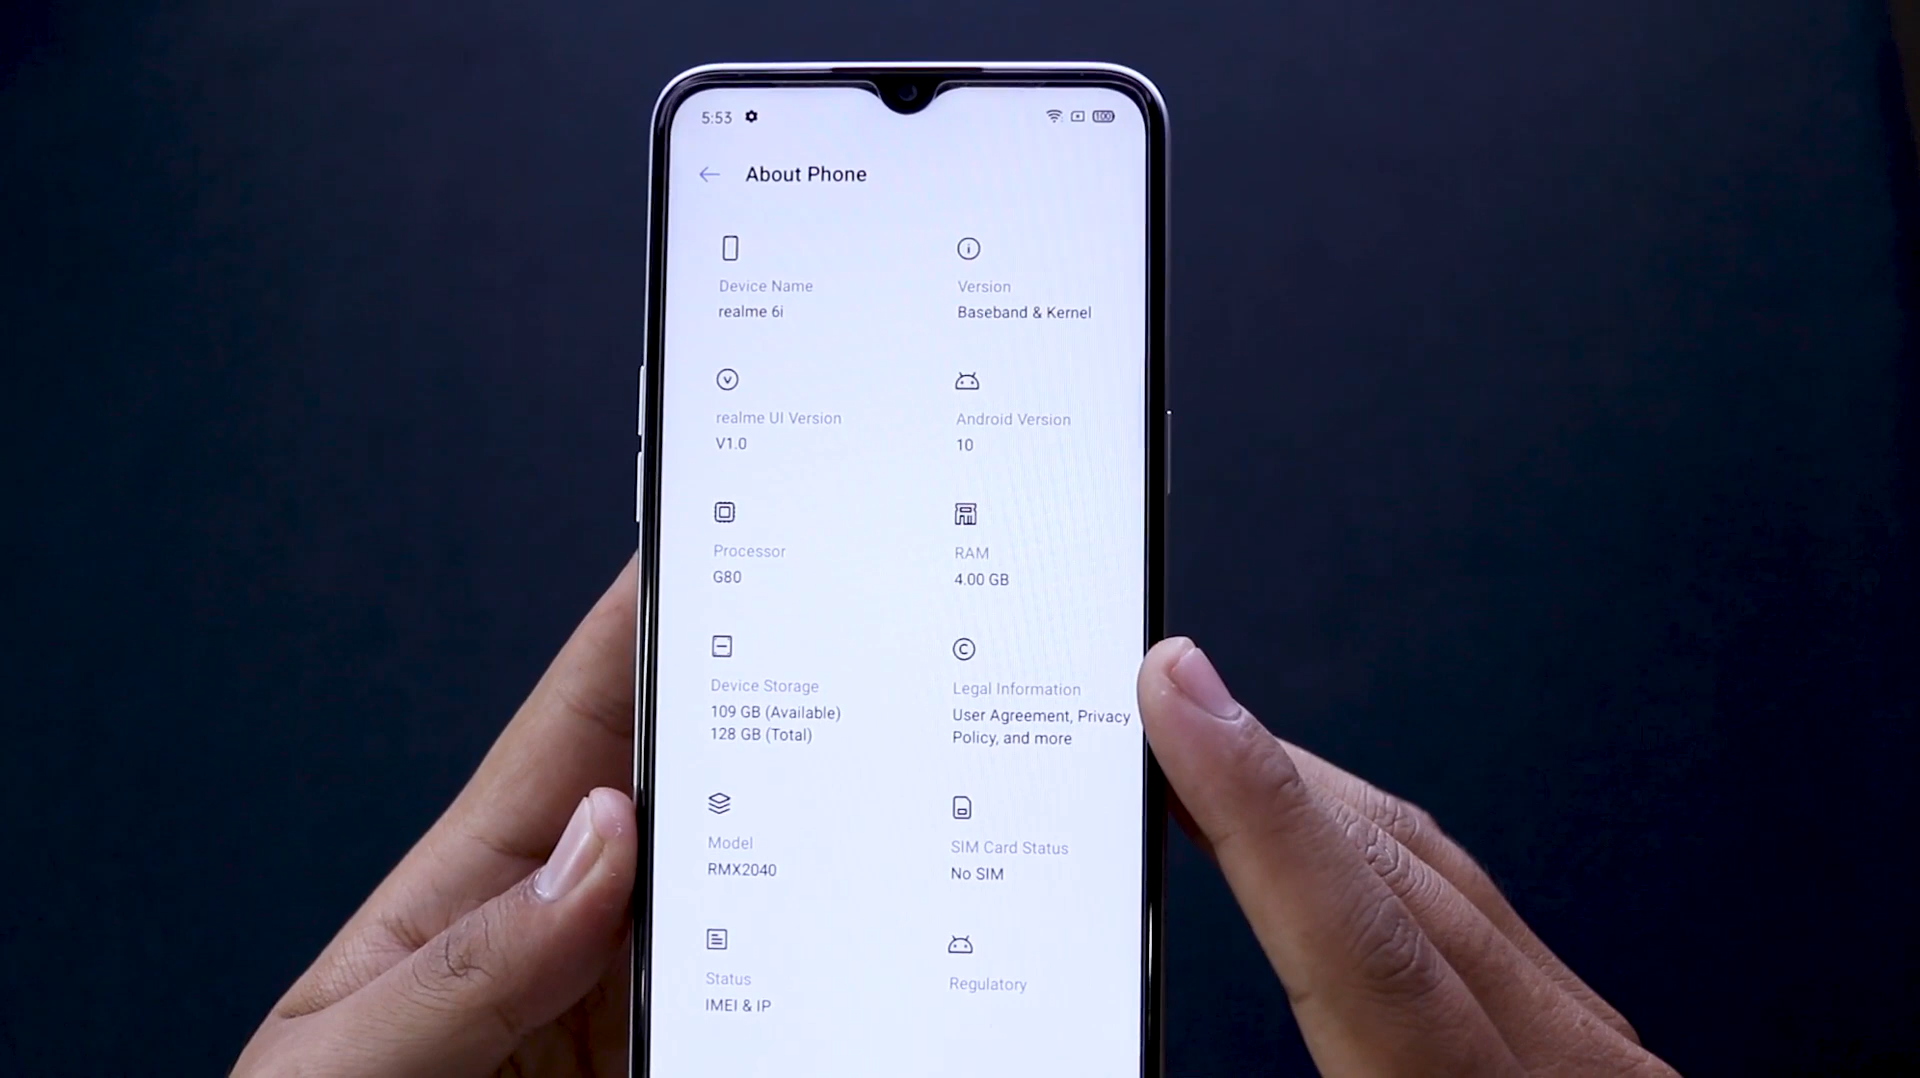 5:53
100
About Phone
Device Name
realme 6i
Version
Baseband & Kernel
realme UI Version
V1.0
Android Version
10
Processor
G80
RAM
4.00 GB
Device Storage
109 GB (Available)
128 GB (Total)
Legal Information
User Agreement, Privacy
Policy, and more
Model
RMX2040
SIM Card Status
No SIM
Status
IMEI & IP
Regulatory